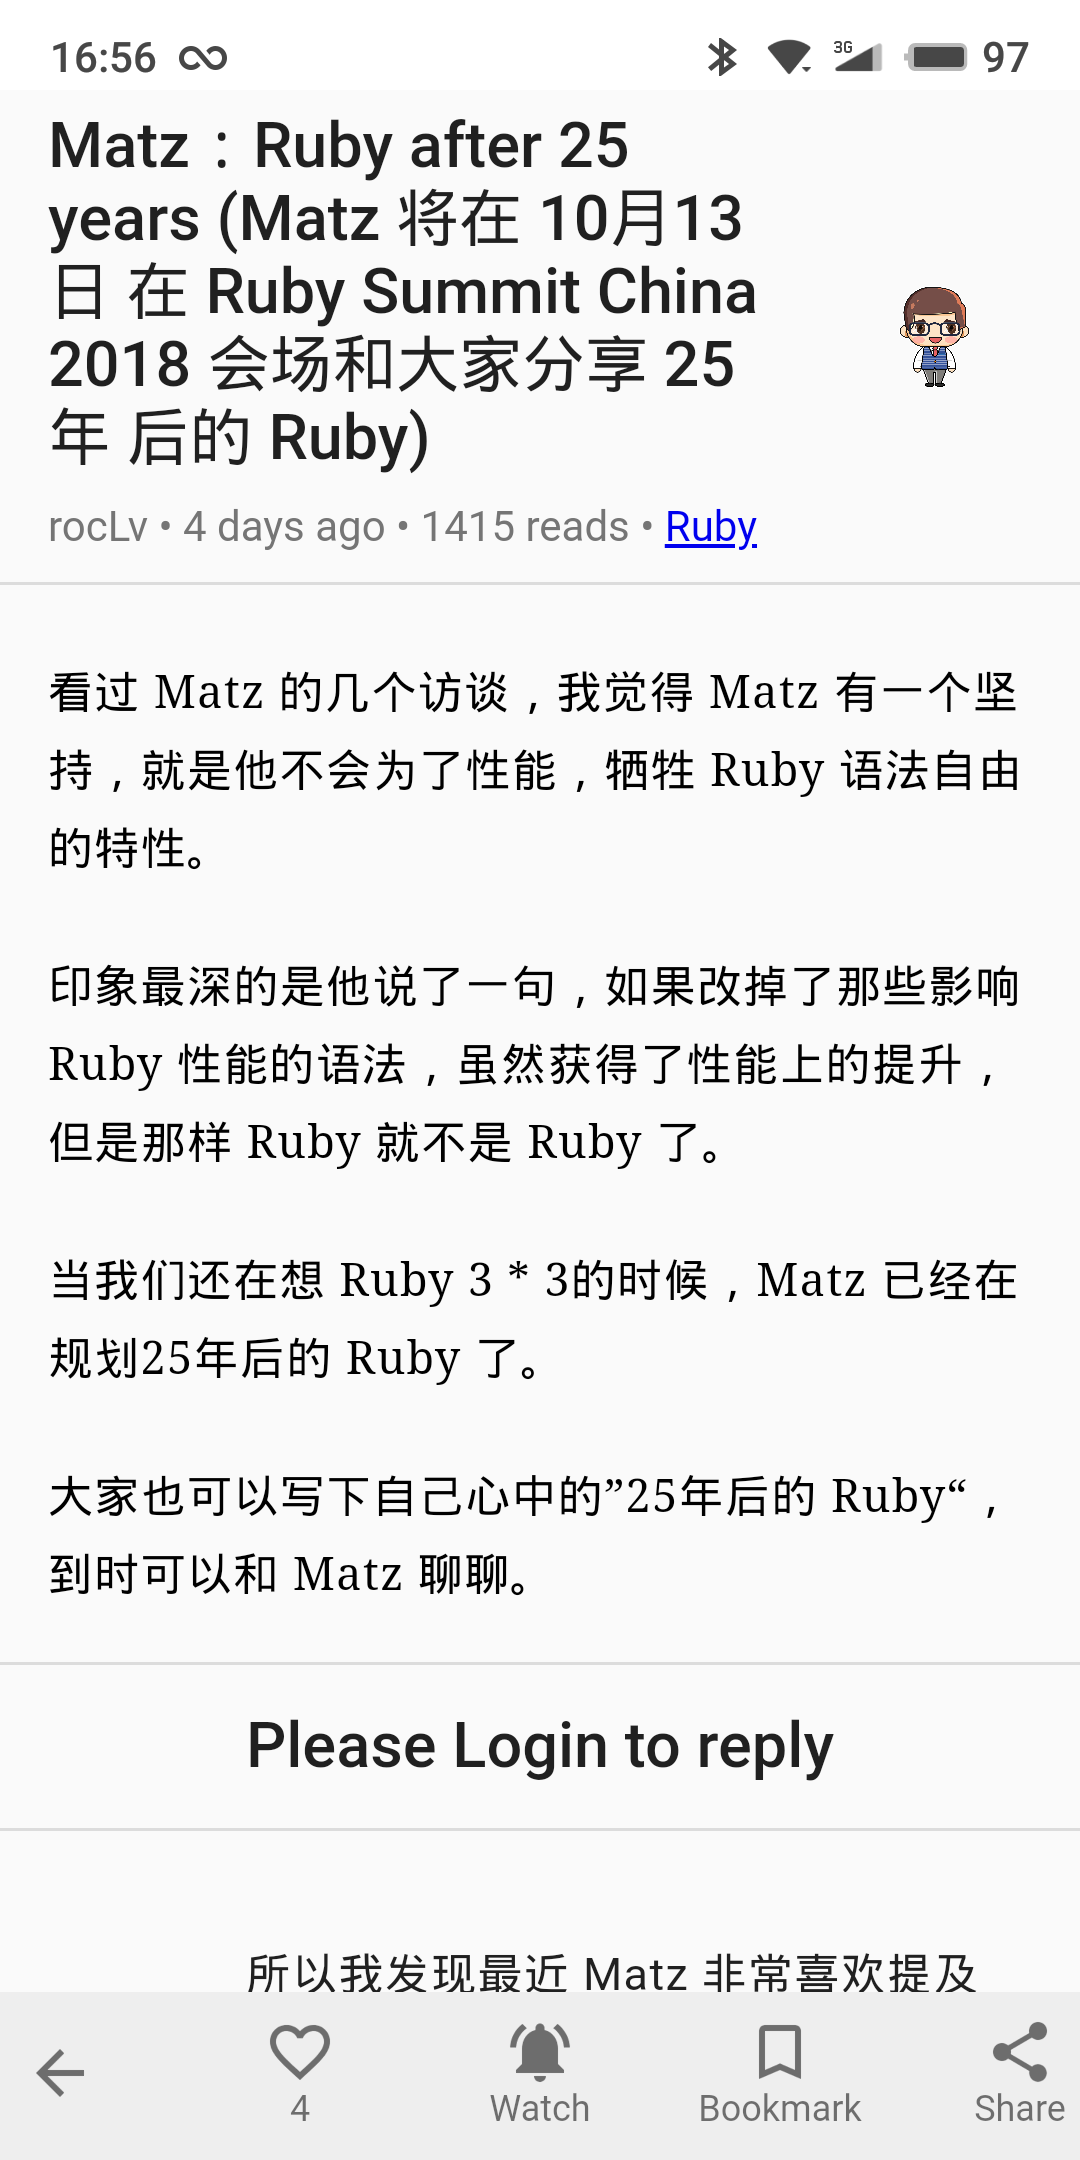 16:56
3G
97
Matz：Ruby after 25
years (Matz 将在 10月13
日 在 Ruby Summit China
2018 会场和大家分享 25
年 后的 Ruby)
rocLv • 4 days ago • 1415 reads • Ruby
看过 Matz 的几个访谈，我觉得 Matz 有一个坚
持，就是他不会为了性能，牺牲 Ruby 语法自由
的特性。
印象最深的是他说了一句，如果改掉了那些影响
Ruby 性能的语法，虽然获得了性能上的提升，
但是那样 Ruby 就不是 Ruby 了。
当我们还在想 Ruby 3 * 3的时候，Matz 已经在
规划25年后的 Ruby 了。
大家也可以写下自己心中的”25年后的 Ruby“，
到时可以和 Matz 聊聊。
Please Login to reply
所以我发现最近 Matz 非常喜欢提及
4
Watch
Bookmark
Share